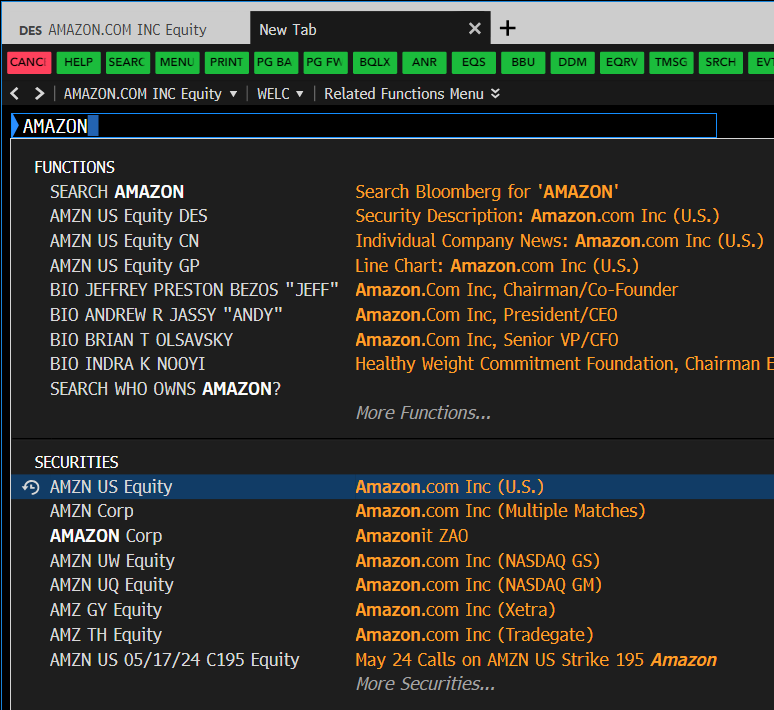 DES AMAZON.COM INC Equity New Tab
CANCL HELP SEARC MENU PRINT PG BA PG FW BQLX ANR EQS BBU DDM EQRV TMSG SRCH EVT
AMAZON.COM INC Equity WELC Related Functions Menu
AMAZON
FUNCTIONS
SEARCH AMAZON Search Bloomberg for 'AMAZON'
AMZN US Equity DES Security Description: Amazon.com Inc (U.S.)
AMZN US Equity CN Individual Company News: Amazon.com Inc (U.S.)
AMZN US Equity GP Line Chart: Amazon.com Inc (U.S.)
BIO JEFFREY PRESTON BEZOS "JEFF" Amazon.Com Inc, Chairman/Co-Founder
BIO ANDREW R JASSY "ANDY" Amazon.Com Inc, President/CEO
BIO BRIAN T OLSAVSKY Amazon.Com Inc, Senior VP/CFO
BIO INDRA K NOOYI Healthy Weight Commitment Foundation, Chairman E
SEARCH WHO OWNS AMAZON?
More Functions...
SECURITIES
AMZN US Equity Amazon.com Inc (U.S.)
AMZN Corp Amazon.com Inc (Multiple Matches)
AMAZON Corp Amazonit ZAO
AMZN UW Equity Amazon.com Inc (NASDAQ GS)
AMZN UQ Equity Amazon.com Inc (NASDAQ GM)
AMZ GY Equity Amazon.com Inc (Xetra)
AMZ TH Equity Amazon.com Inc (Tradegate)
AMZN US 05/17/24 C195 Equity May 24 Calls on AMZN US Strike 195 Amazon
More Securities...